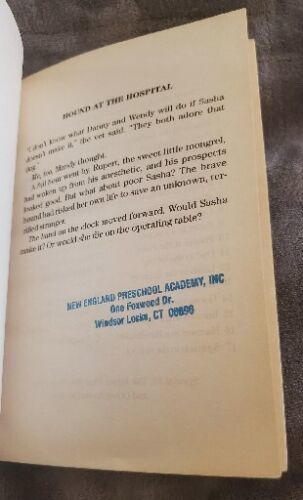 HOUND AT THE HOSPITAL
"I don't know what Danny and Wendy will do if Sasha
doesn't make it," the vet said. "They both adore that
dog."
Me, too, Mandy thought.
A full hour went by. Rupert, the sweet little mongrel,
had woken up from his anesthetic, and his prospects
looked good. But what about poor Sasha? The brave
hound had risked her own life to save an unknown, ter-
rified stranger.
The hand on the clock moved forward. Would Sasha
make it? Or would she die on the operating table?
NEW ENGLAND PRESCHOOL ACADEMY, INC
One Foxwood Dr.
Windsor Locks, CT 06096